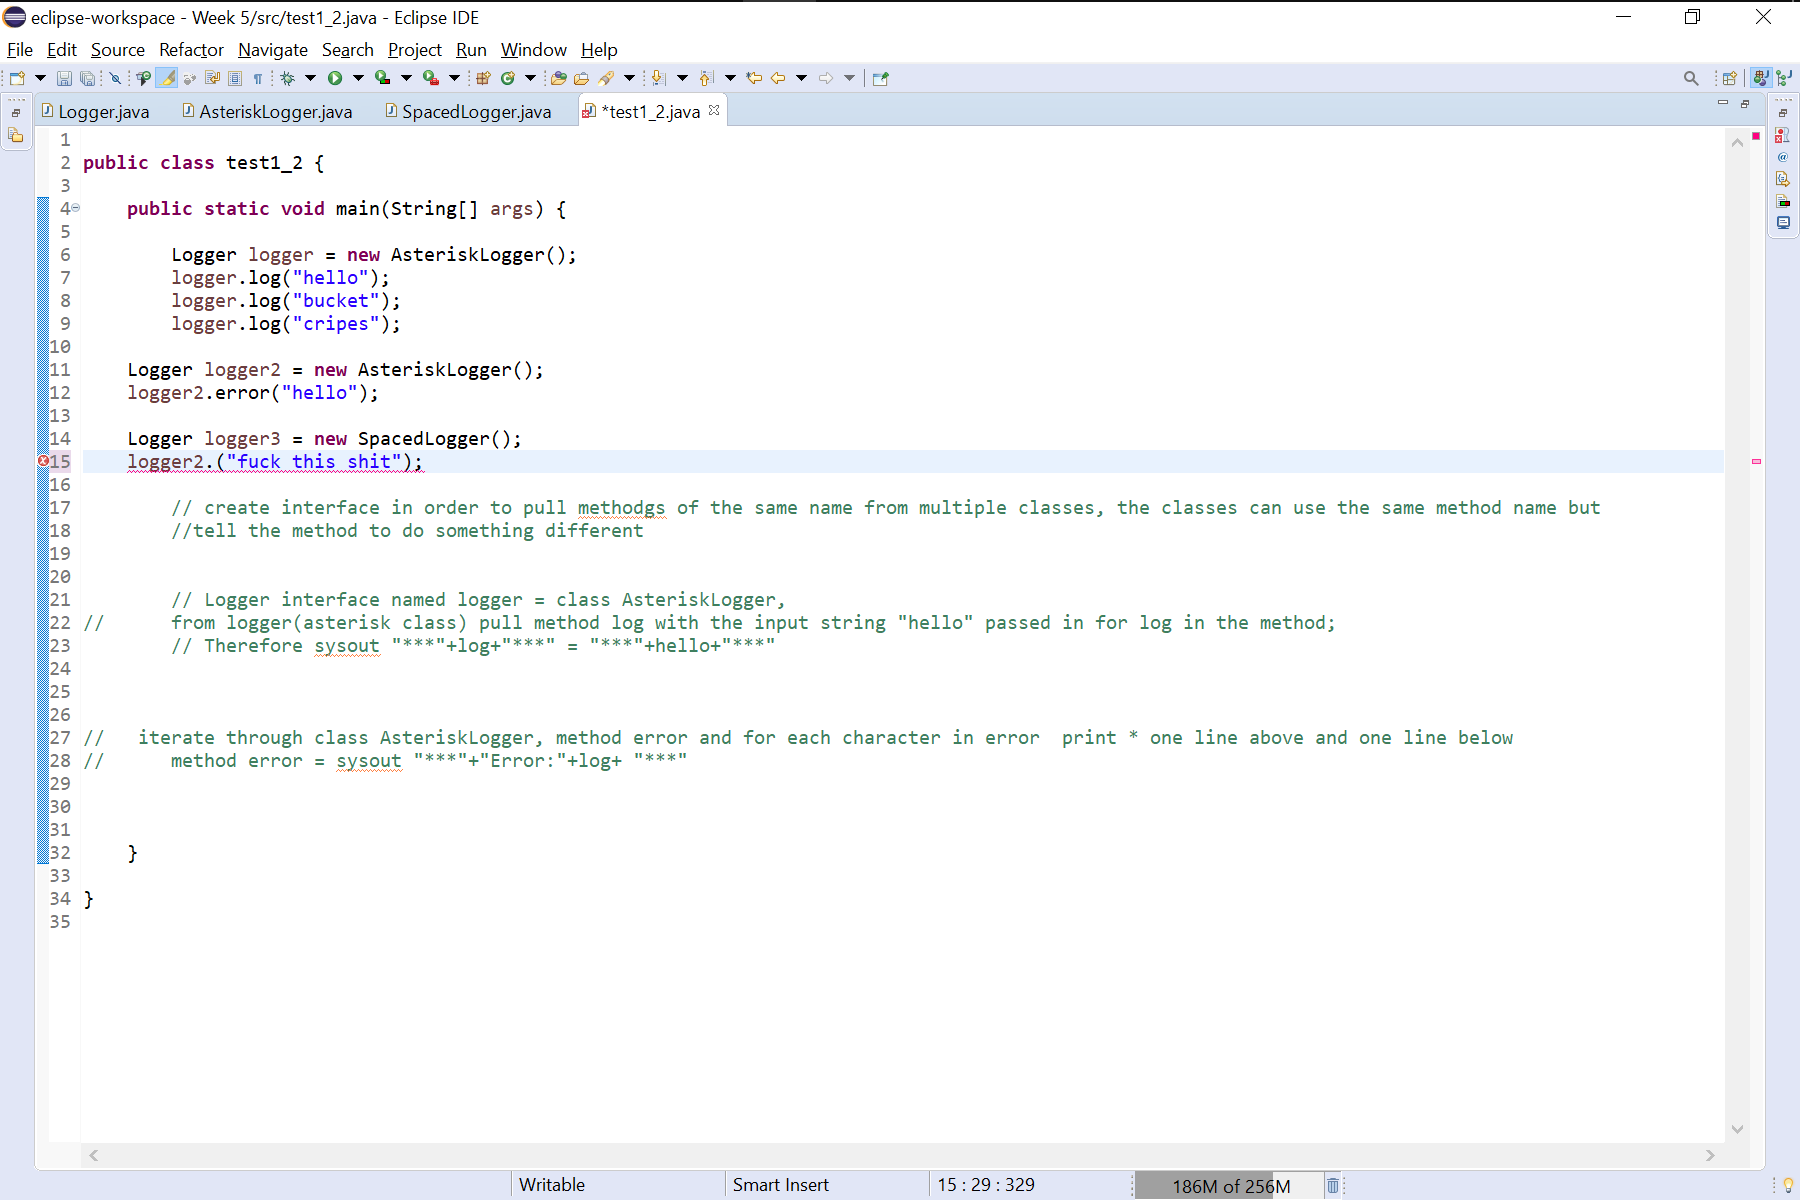 eclipse-workspace - Week 5/src/test1_2.java - Eclipse IDE
File Edit Source Refactor Navigate Search Project Run Window Help
Logger.java AsteriskLogger.java SpacedLogger.java *test1_2.java
1
2 public class test1_2 {
3
4 public static void main(String[] args) {
5
6 Logger logger = new AsteriskLogger();
7 logger.log("hello");
8 logger.log("bucket");
9 logger.log("cripes");
10
11 Logger logger2 = new AsteriskLogger();
12 logger2.error("hello");
13
14 Logger logger3 = new SpacedLogger();
15 logger2.("fuck this shit");
16
17 // create interface in order to pull methodgs of the same name from multiple classes, the classes can use the same method name but
18 //tell the method to do something different
19
20
21 // Logger interface named logger = class AsteriskLogger,
22 // from logger(asterisk class) pull method log with the input string "hello" passed in for log in the method;
23 // Therefore sysout "***"+log+"***" = "***"+hello+"***"
24
25
26
27 // iterate through class AsteriskLogger, method error and for each character in error  print * one line above and one line below
28 // method error = sysout "***"+"Error:"+log+ "***"
29
30
31
32 }
33
34 }
35
Writable Smart Insert 15 : 29 : 329 186M of 256M